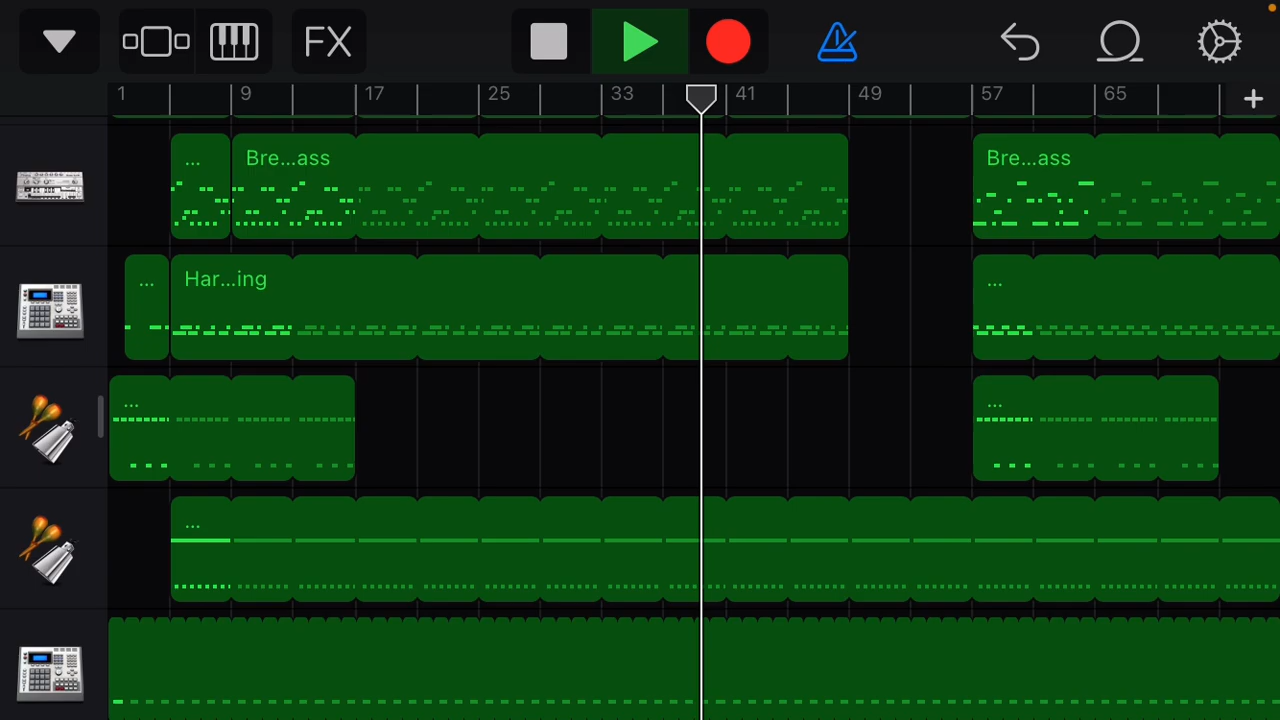 FX
1 9 17 25 33 41 49 57 65
... Bre...ass Bre...ass
... Har...ing ...
... ...
...